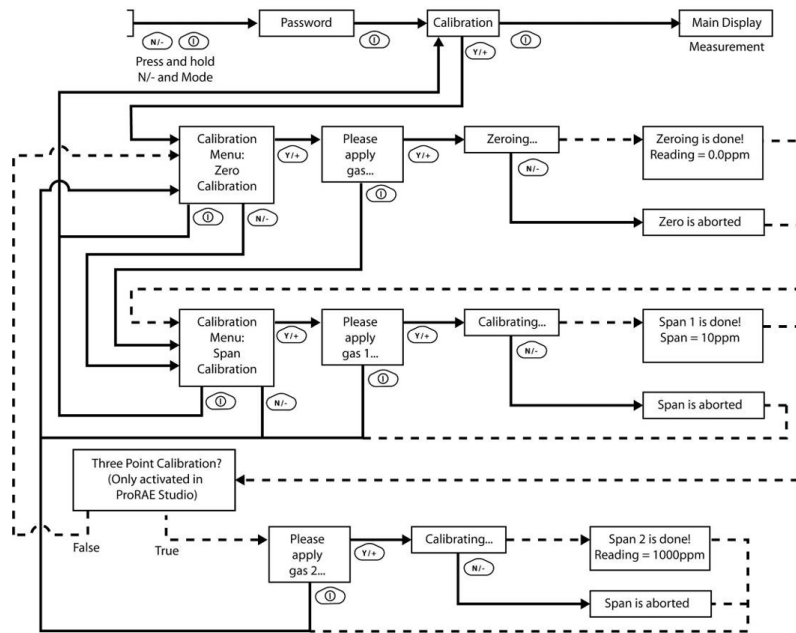 Password
Calibration
Main Display
N/-
Press and hold
N/- and Mode
Y/+
Measurement
Calibration
Menu:
Zero
Calibration
Y/+
Please
apply
gas...
Y/+
Zeroing...
Zeroing is done!
Reading = 0.0ppm
N/-
N/-
Zero is aborted
Calibration
Menu:
Span
Calibration
Y/+
Please
apply
gas 1...
Y/+
Calibrating...
Span 1 is done!
Span = 10ppm
N/-
N/-
Span is aborted
Three Point Calibration?
(Only activated in
ProRAE Studio)
False
True
Please
apply
gas 2...
Y/+
Calibrating...
Span 2 is done!
Reading = 1000ppm
N/-
Span is aborted